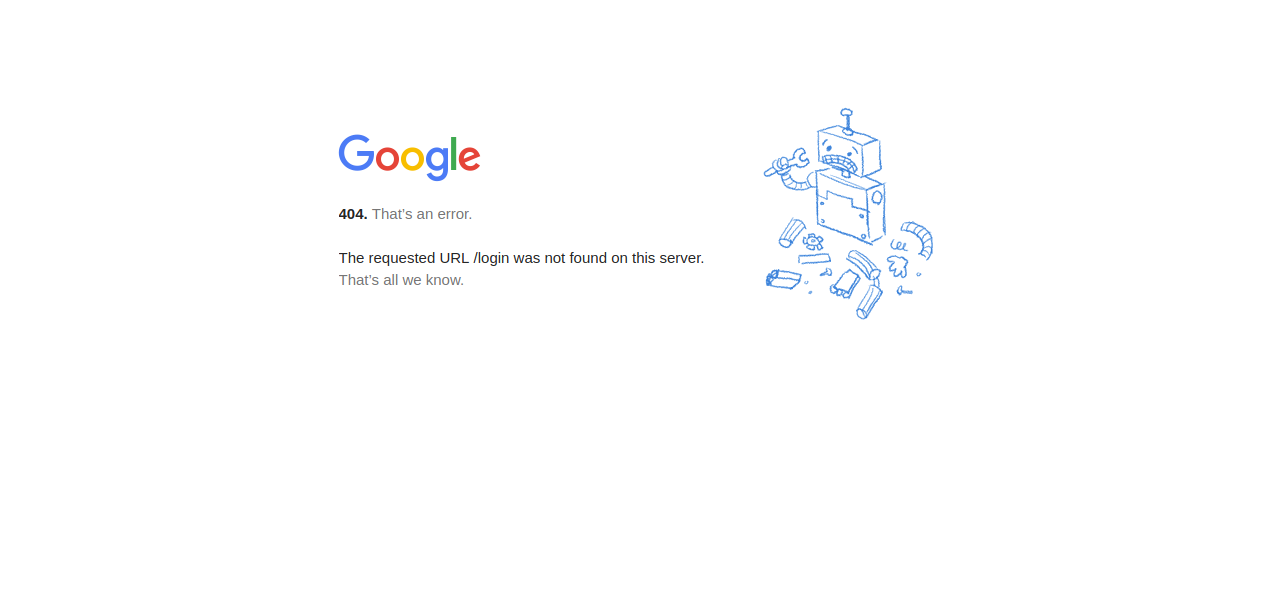 Google
404. That’s an error.
The requested URL /login was not found on this server.
That’s all we know.